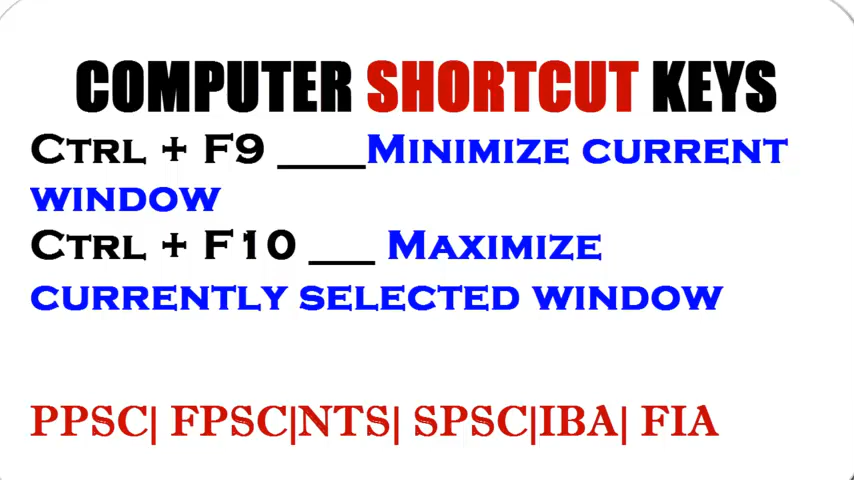 COMPUTER SHORTCUT KEYS
Ctrl + F9 ____Minimize current
window
Ctrl + F10 ___ Maximize
currently selected window
PPSC| FPSC|NTS| SPSC|IBA| FIA